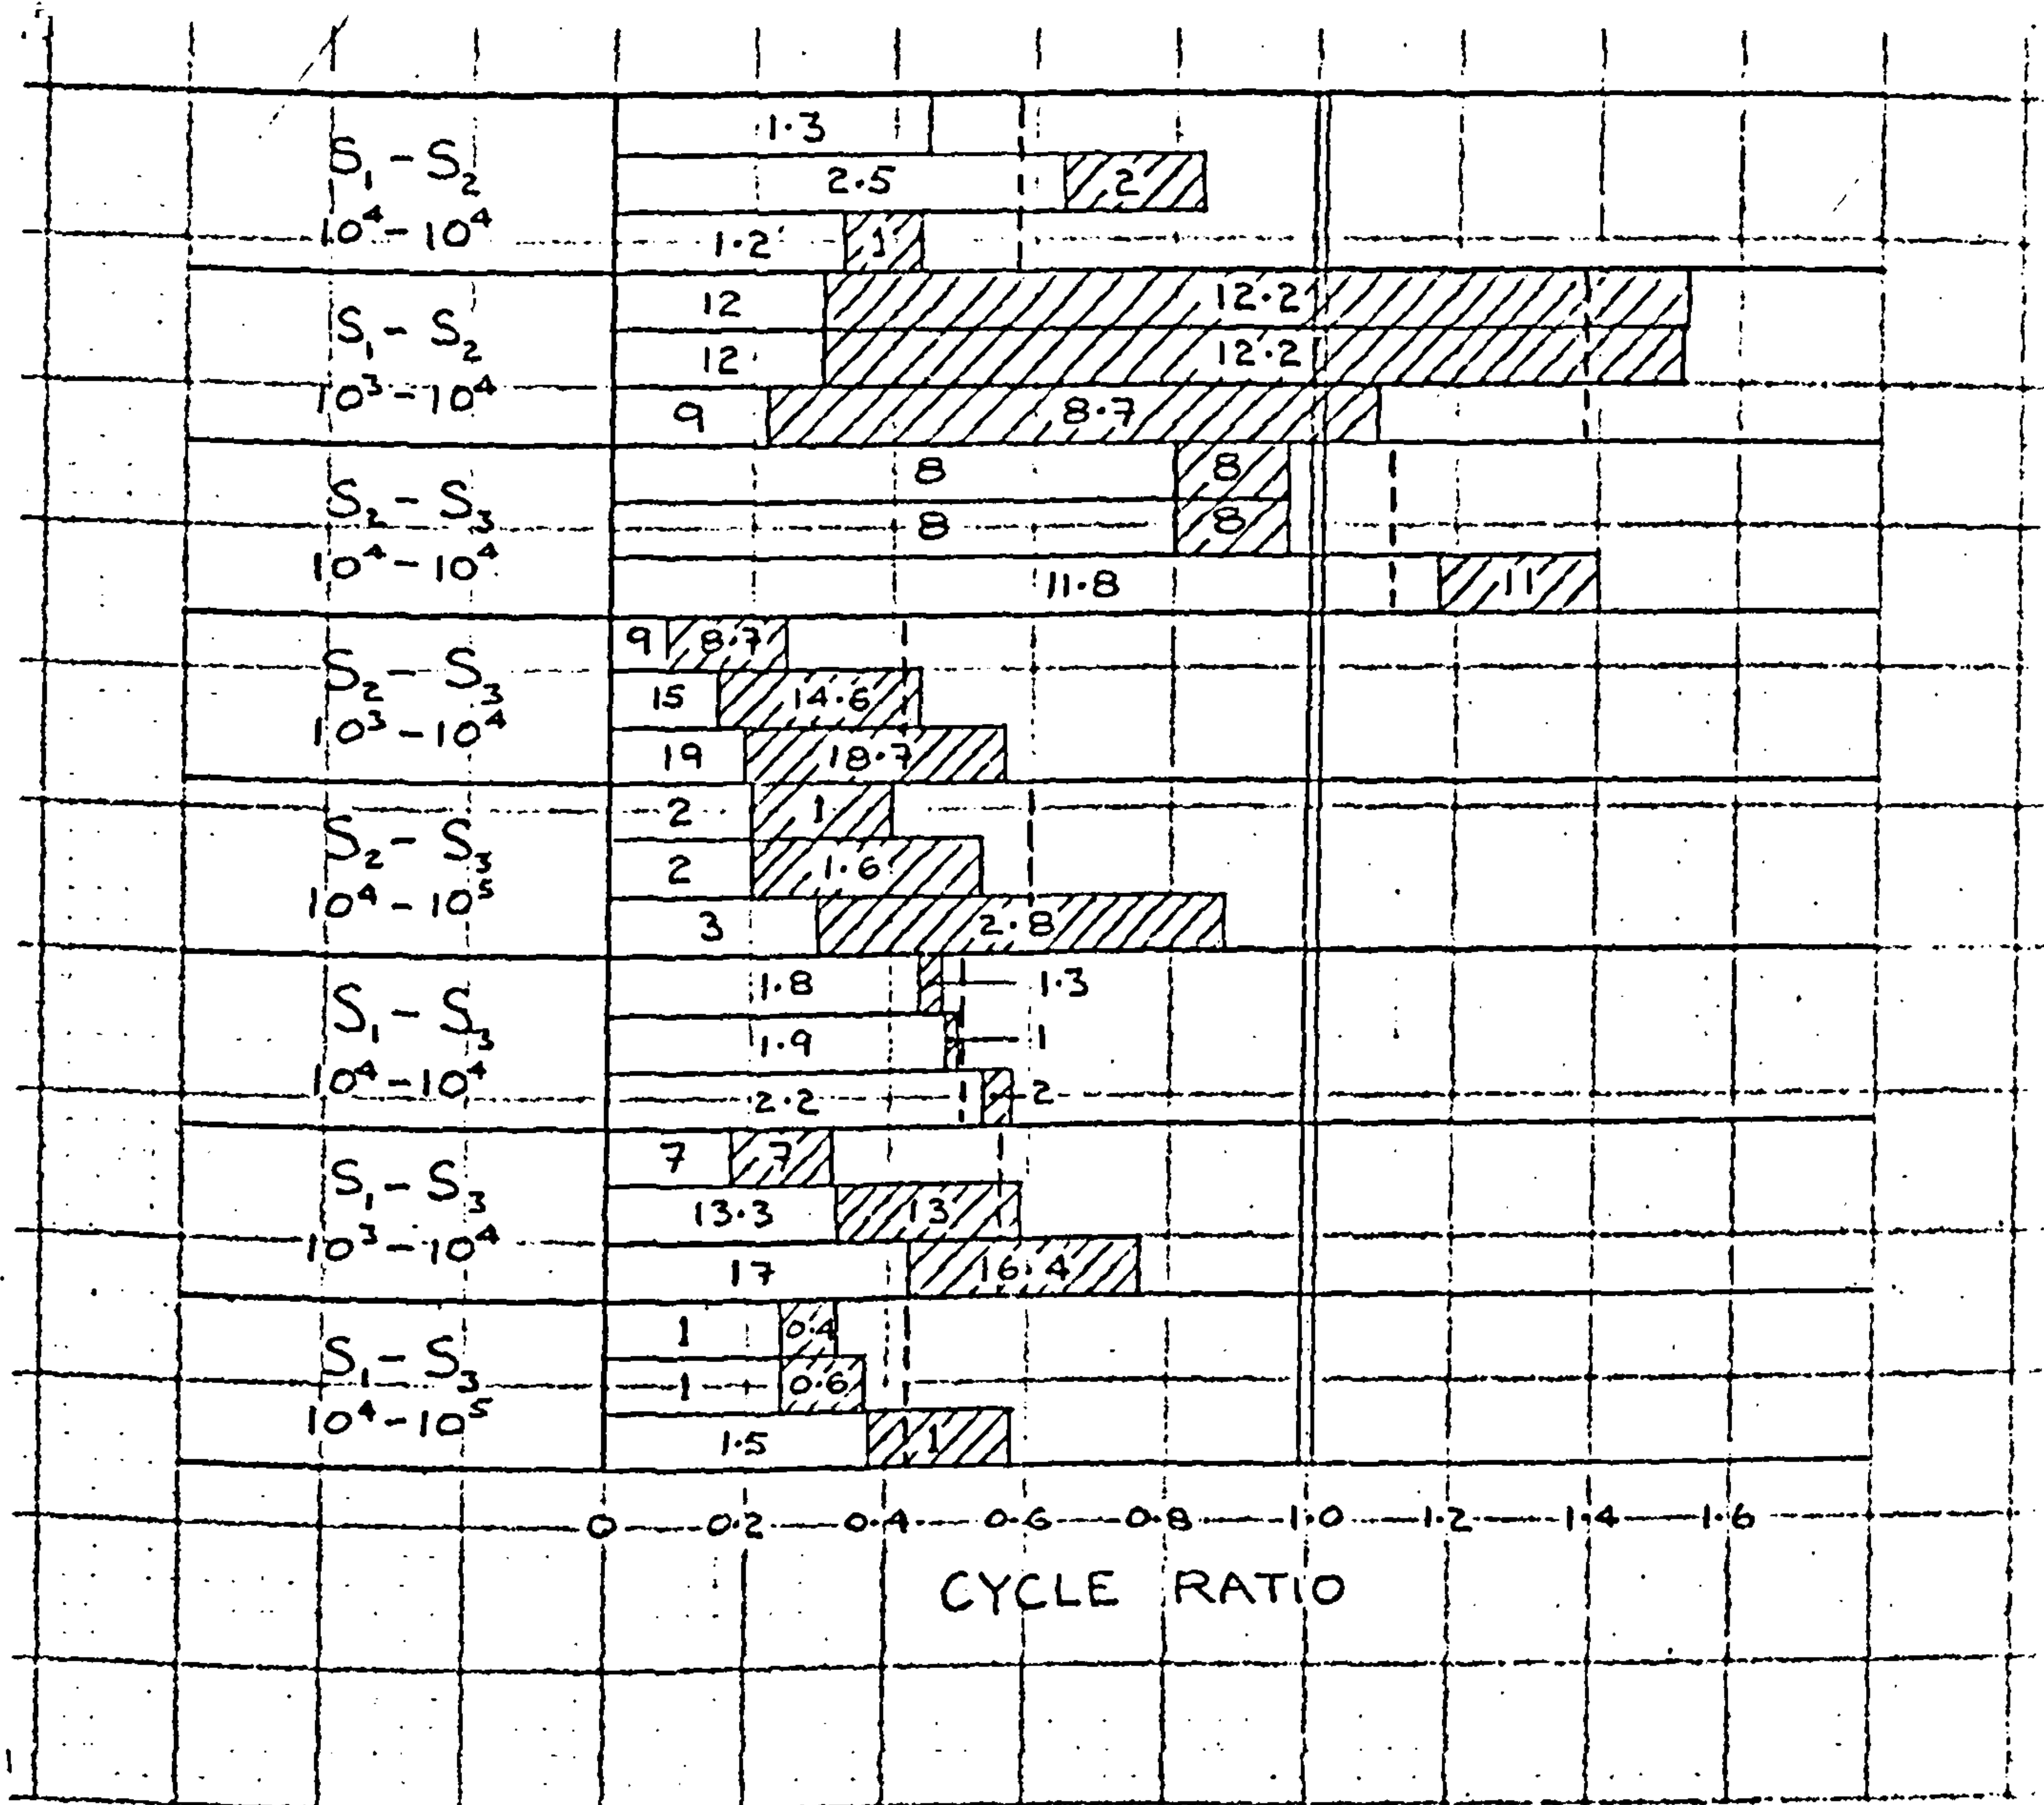 1·3
S₁ – S₂ 2·5 2
10⁴ – 10⁴ 1·2 1
12 12·2
S₁ – S₂ 12 12·2
10³ – 10⁴ 9 8·7
8 8
S₂ – S₃ 8 8
10⁴ – 10⁴ 11·8 11
9 8·7
S₂ – S₃ 15 14·6
10³ – 10⁴ 19 18·7
2 1
S₂ – S₃ 2 1·6
10⁴ – 10⁵ 3 2·8
1·8 1·3
S₁ – S₃ 1·9 1
10⁴ – 10⁴ 2·2 2
7 7
S₁ – S₃ 13·3 13
10³ – 10⁴ 17 16·4
1 0·4
S₁ – S₃ 1 0·6
10⁴ – 10⁵ 1·5 1
0 0·2 0·4 0·6 0·8 1·0 1·2 1·4 1·6
CYCLE RATIO